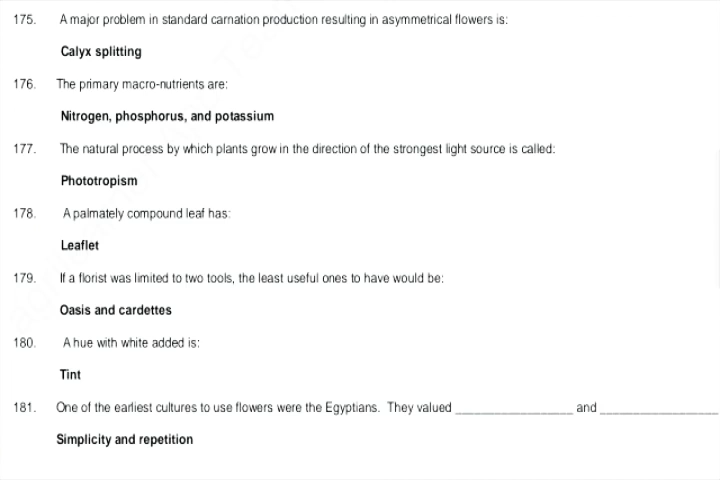 175. A major problem in standard carnation production resulting in asymmetrical flowers is:
Calyx splitting
176. The primary macro-nutrients are:
Nitrogen, phosphorus, and potassium
177. The natural process by which plants grow in the direction of the strongest light source is called:
Phototropism
178. A palmately compound leaf has:
Leaflet
179. If a florist was limited to two tools, the least useful ones to have would be:
Oasis and cardettes
180. A hue with white added is:
Tint
181. One of the earliest cultures to use flowers were the Egyptians. They valued __________________ and __________________
Simplicity and repetition